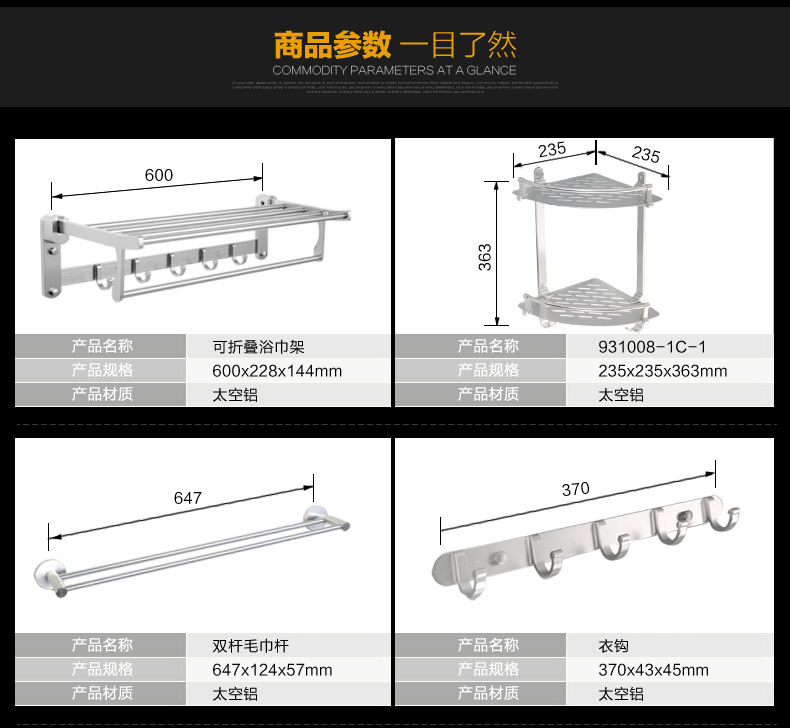 商品参数 一目了然
COMMODITY PARAMETERS AT A GLANCE
600
235
235
363
产品名称 可折叠浴巾架
产品规格 600x228x144mm
产品材质 太空铝
产品名称 931008-1C-1
产品规格 235x235x363mm
产品材质 太空铝
647
370
产品名称 双杆毛巾杆
产品规格 647x124x57mm
产品材质 太空铝
产品名称 衣钩
产品规格 370x43x45mm
产品材质 太空铝